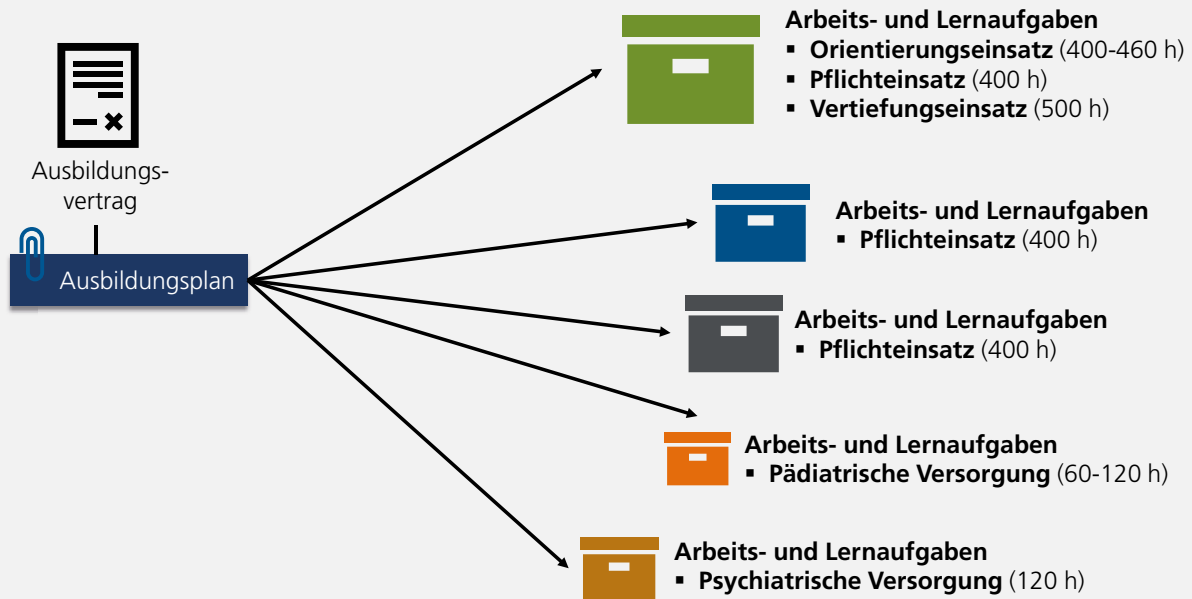 Ausbildungs-
vertrag
Ausbildungsplan
Arbeits- und Lernaufgaben
▪ Orientierungseinsatz (400-460 h)
▪ Pflichteinsatz (400 h)
▪ Vertiefungseinsatz (500 h)
Arbeits- und Lernaufgaben
▪ Pflichteinsatz (400 h)
Arbeits- und Lernaufgaben
▪ Pflichteinsatz (400 h)
Arbeits- und Lernaufgaben
▪ Pädiatrische Versorgung (60-120 h)
Arbeits- und Lernaufgaben
▪ Psychiatrische Versorgung (120 h)